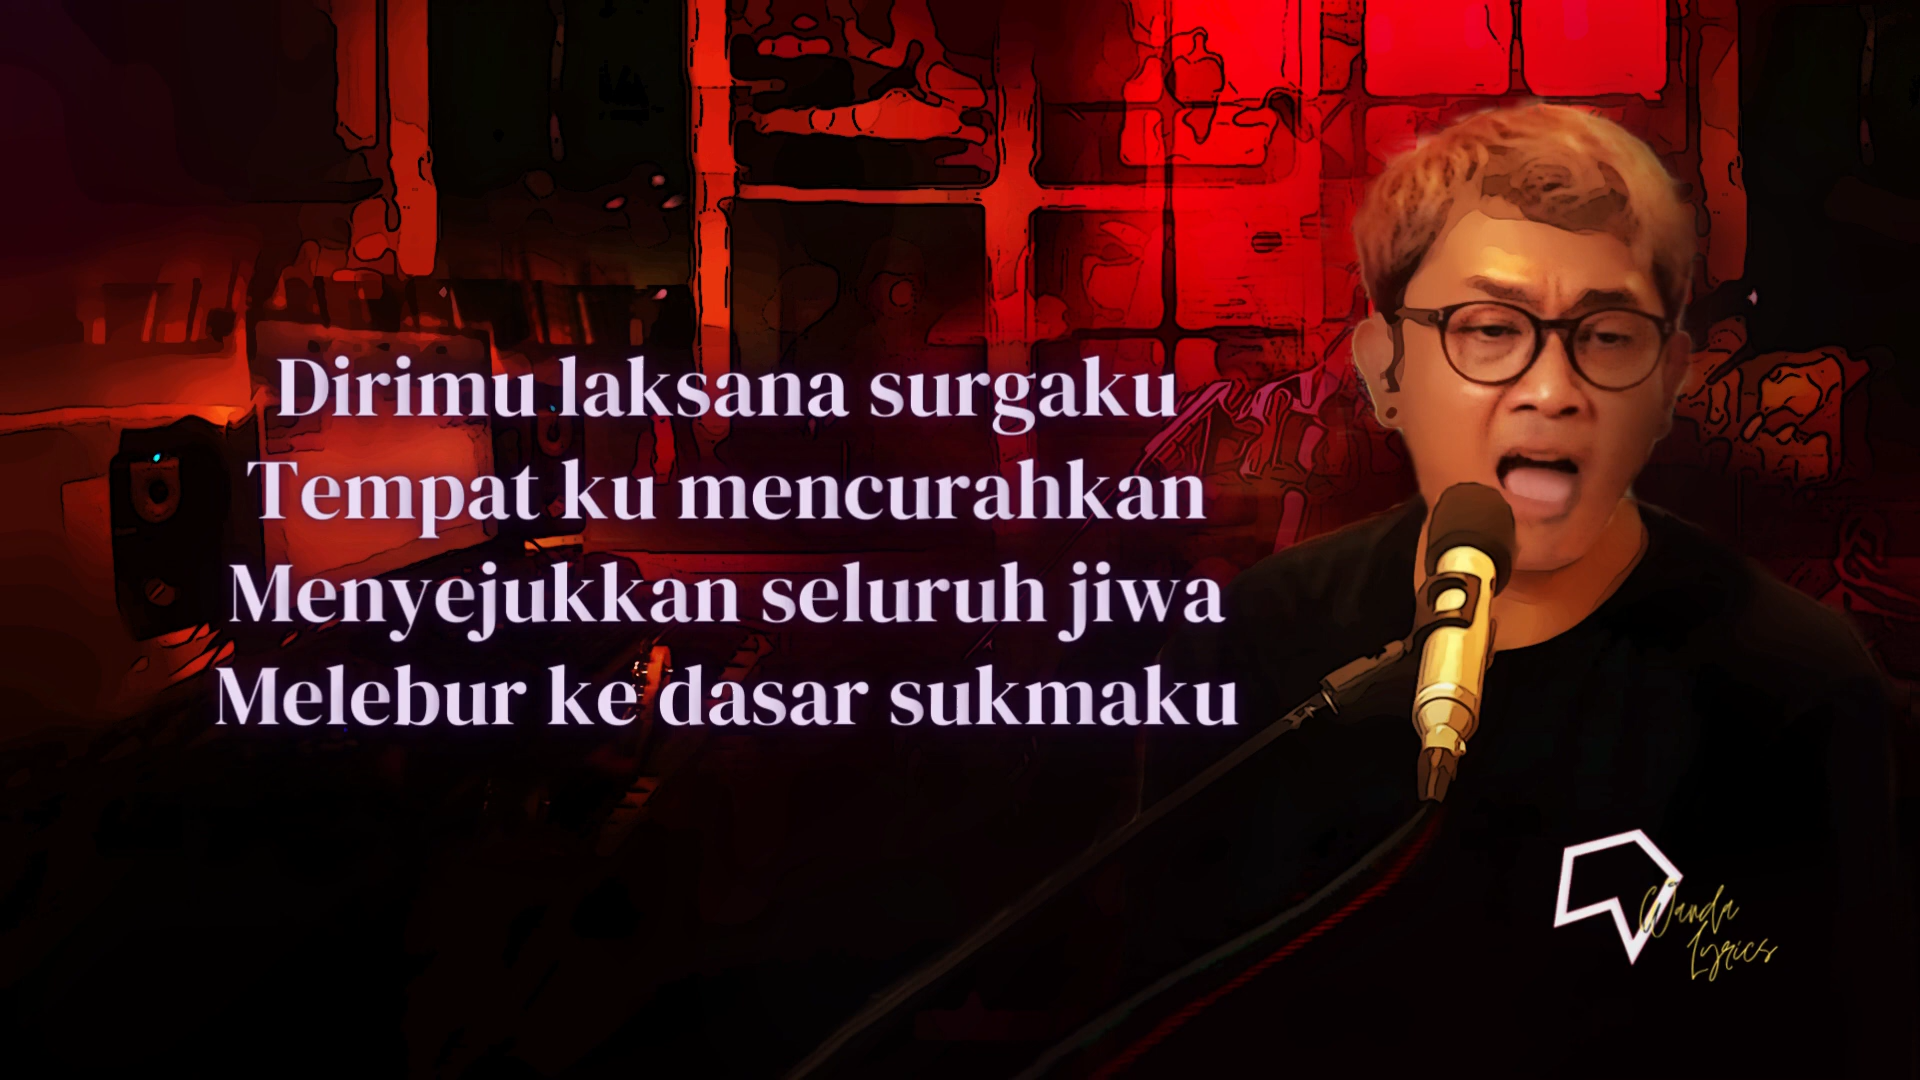 Dirimu laksana surgaku
Tempat ku mencurahkan
Menyejukkan seluruh jiwa
Melebur ke dasar sukmaku
Wanda
Lyrics